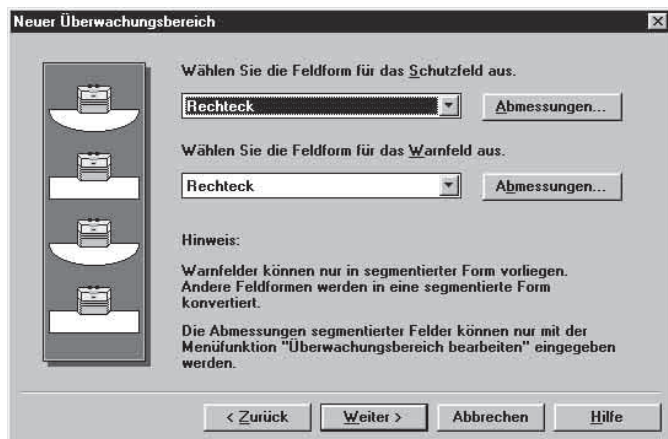 Neuer Überwachungsbereich
Wählen Sie die Feldform für das Schutzfeld aus.
Rechteck
Abmessungen...
Wählen Sie die Feldform für das Warnfeld aus.
Rechteck
Abmessungen...
Hinweis:
Warnfelder können nur in segmentierter Form vorliegen.
Andere Feldformen werden in eine segmentierte Form
konvertiert.
Die Abmessungen segmentierter Felder können nur mit der
Menüfunktion "Überwachungsbereich bearbeiten" eingegeben
werden.
< Zurück
Weiter >
Abbrechen
Hilfe